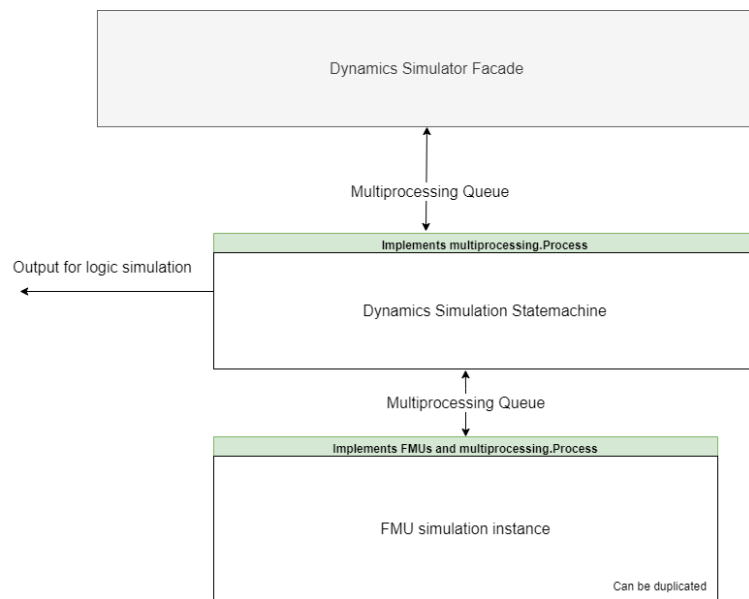 Dynamics Simulator Facade
Multiprocessing Queue
Implements multiprocessing.Process
Output for logic simulation
Dynamics Simulation Statemachine
Multiprocessing Queue
Implements FMUs and multiprocessing.Process
FMU simulation instance
Can be duplicated